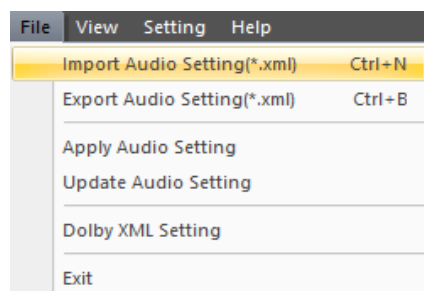 File View Setting Help
Import Audio Setting(*.xml) Ctrl+N
Export Audio Setting(*.xml) Ctrl+B
Apply Audio Setting
Update Audio Setting
Dolby XML Setting
Exit